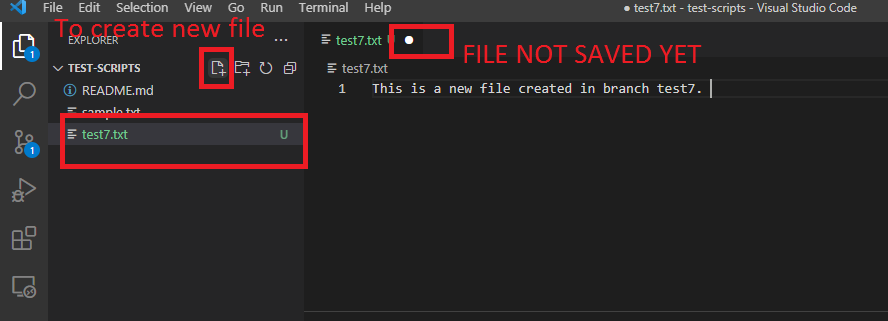 File Edit Selection View Go Run Terminal Help
test7.txt - test-scripts - Visual Studio Code
To create new file
EXPLORER
test7.txt U
FILE NOT SAVED YET
TEST-SCRIPTS
test7.txt
README.md
1 This is a new file created in branch test7.
sample.txt
test7.txt U
1
1